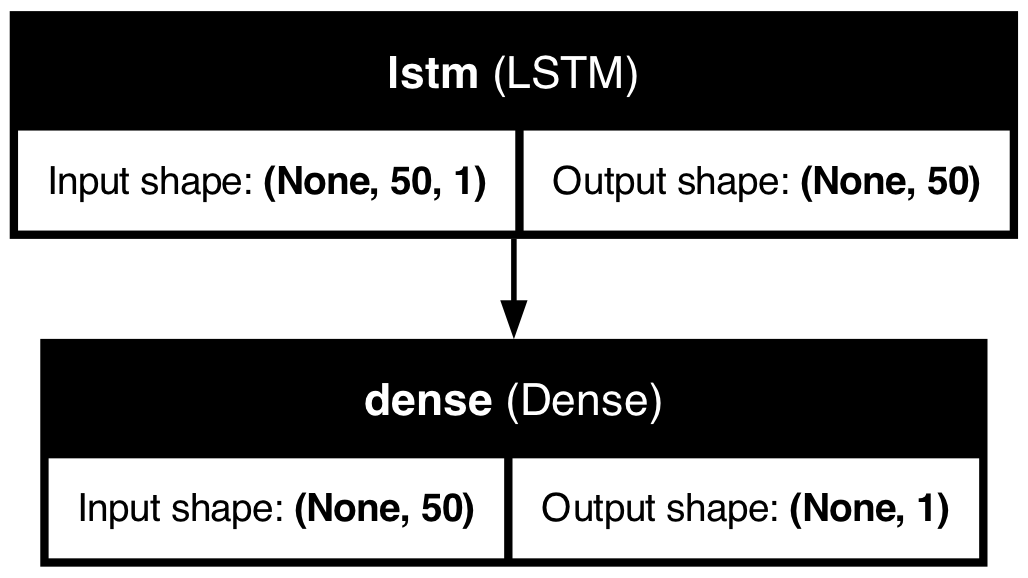 lstm (LSTM)
Input shape: (None, 50, 1) Output shape: (None, 50)
dense (Dense)
Input shape: (None, 50) Output shape: (None, 1)